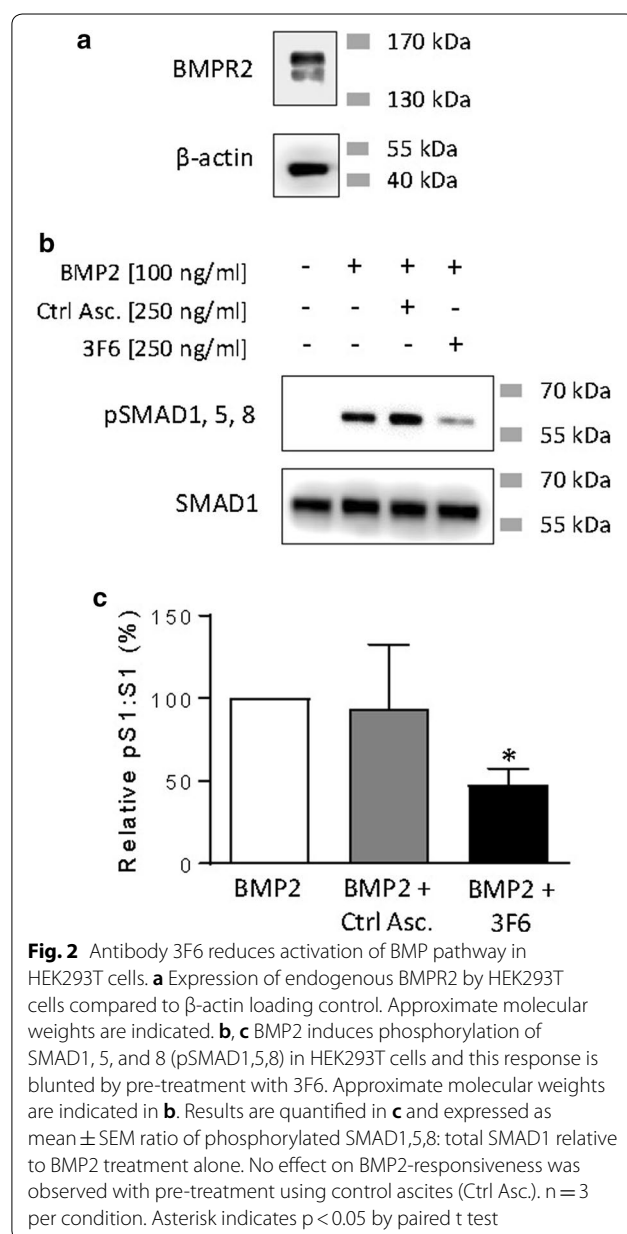 a
BMPR2
170 kDa
130 kDa
β-actin
55 kDa
40 kDa
b
BMP2 [100 ng/ml] - + + +
Ctrl Asc. [250 ng/ml] - - + -
3F6 [250 ng/ml] - - - +
pSMAD1, 5, 8
70 kDa
55 kDa
SMAD1
70 kDa
55 kDa
c
Relative pS1:S1 (%)
150
100
50
0
*
BMP2
BMP2 +
Ctrl Asc.
BMP2 +
3F6
Fig. 2 Antibody 3F6 reduces activation of BMP pathway in
HEK293T cells. a Expression of endogenous BMPR2 by HEK293T
cells compared to β-actin loading control. Approximate molecular
weights are indicated. b, c BMP2 induces phosphorylation of
SMAD1, 5, and 8 (pSMAD1,5,8) in HEK293T cells and this response is
blunted by pre-treatment with 3F6. Approximate molecular weights
are indicated in b. Results are quantified in c and expressed as
mean ± SEM ratio of phosphorylated SMAD1,5,8: total SMAD1 relative
to BMP2 treatment alone. No effect on BMP2-responsiveness was
observed with pre-treatment using control ascites (Ctrl Asc.). n = 3
per condition. Asterisk indicates p < 0.05 by paired t test